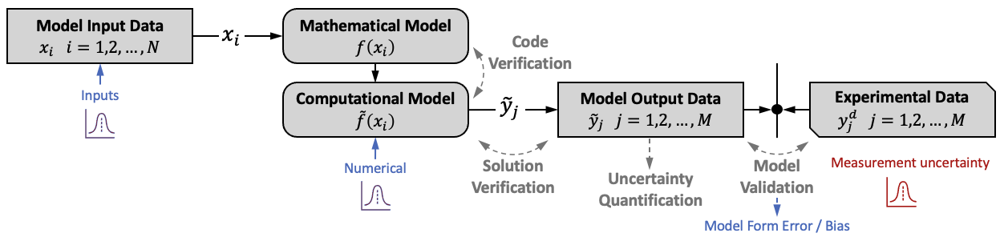 Model Input Data
x_i i = 1,2, …, N
x_i
Mathematical Model
f(x_i)
Code
Verification
Inputs
Computational Model
f̃(x_i)
ỹ_j
Model Output Data
ỹ_j j = 1,2, …, M
Experimental Data
y_j^d j = 1,2, …, M
Numerical
Solution
Verification
Uncertainty
Quantification
Model
Validation
Measurement uncertainty
Model Form Error / Bias